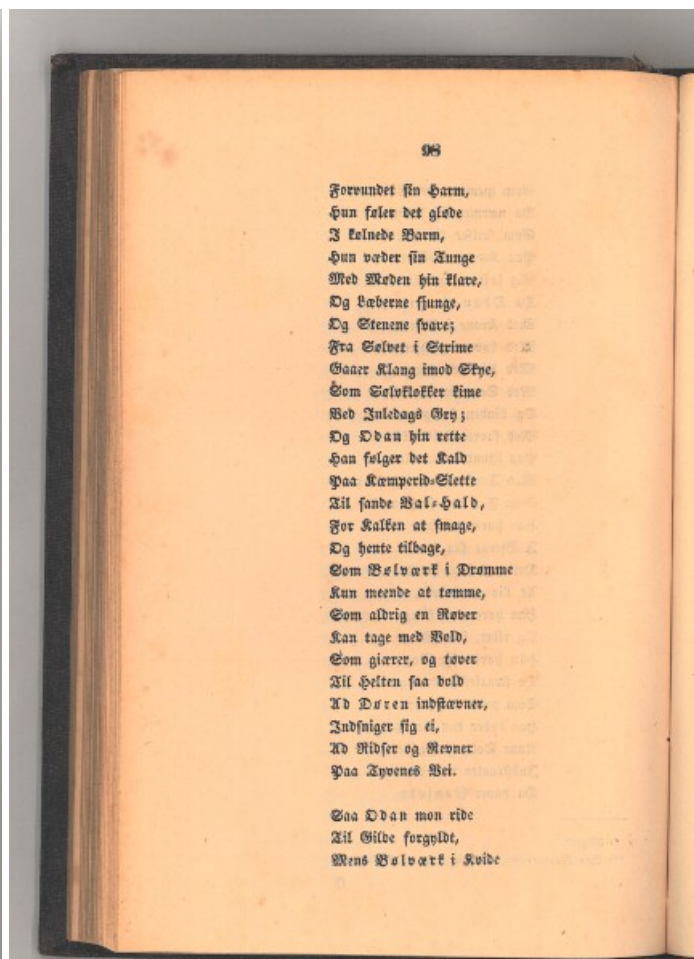 98
Forvundet sin Harm,
Hun føler det gløde
I kølnede Barm,
Hun væder sin Tunge
Med Møden hin klare,
Og Læberne sjunge,
Og Stenene svare;
Fra Sølvet i Strime
Gaaer Klang imod Skye,
Som Sølvklokker kime
Ved Juledags Gry;
Og Odan hin rette
Han følger det Kald
Paa Kæmperid-Slette
Til sande Val-Hald,
For Kalken at smage,
Og hente tilbage,
Som Bølværk i Drømme
Kun meende at tømme,
Som aldrig en Røver
Kan tage med Vold,
Som giærer, og tøver
Til Helten saa bold
Ad Døren indstævner,
Indsniger sig ei,
Ad Ridser og Revner
Paa Tyvenes Vei.
Saa Odan mon ride
Til Gilde forgyldt,
Mens Bølværk i Kvide